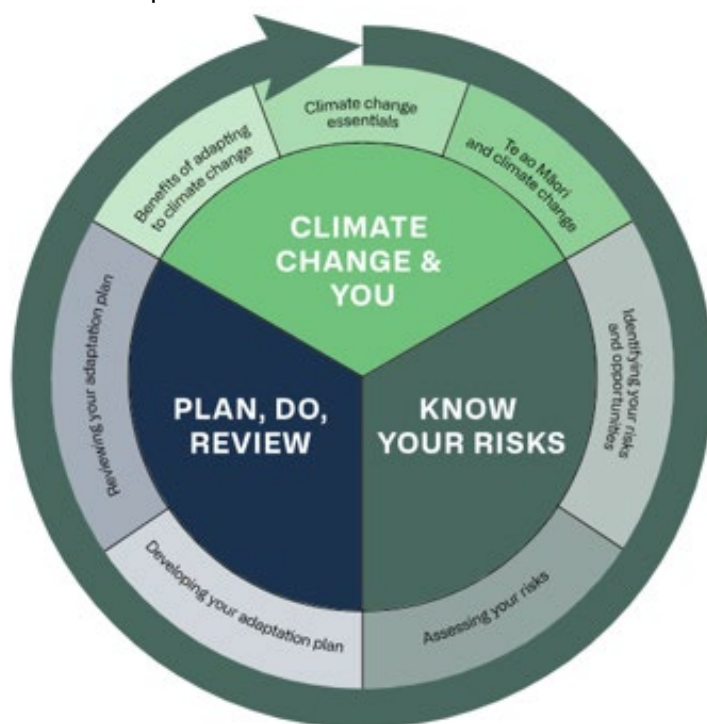 Climate change
essentials
Te ao Māori
and climate change
Identifying your risks
and opportunities
Assessing your risks
Developing your adaptation plan
Reviewing your adaptation plan
Benefits of adapting
to climate change
CLIMATE
CHANGE &
YOU
KNOW
YOUR RISKS
PLAN, DO,
REVIEW